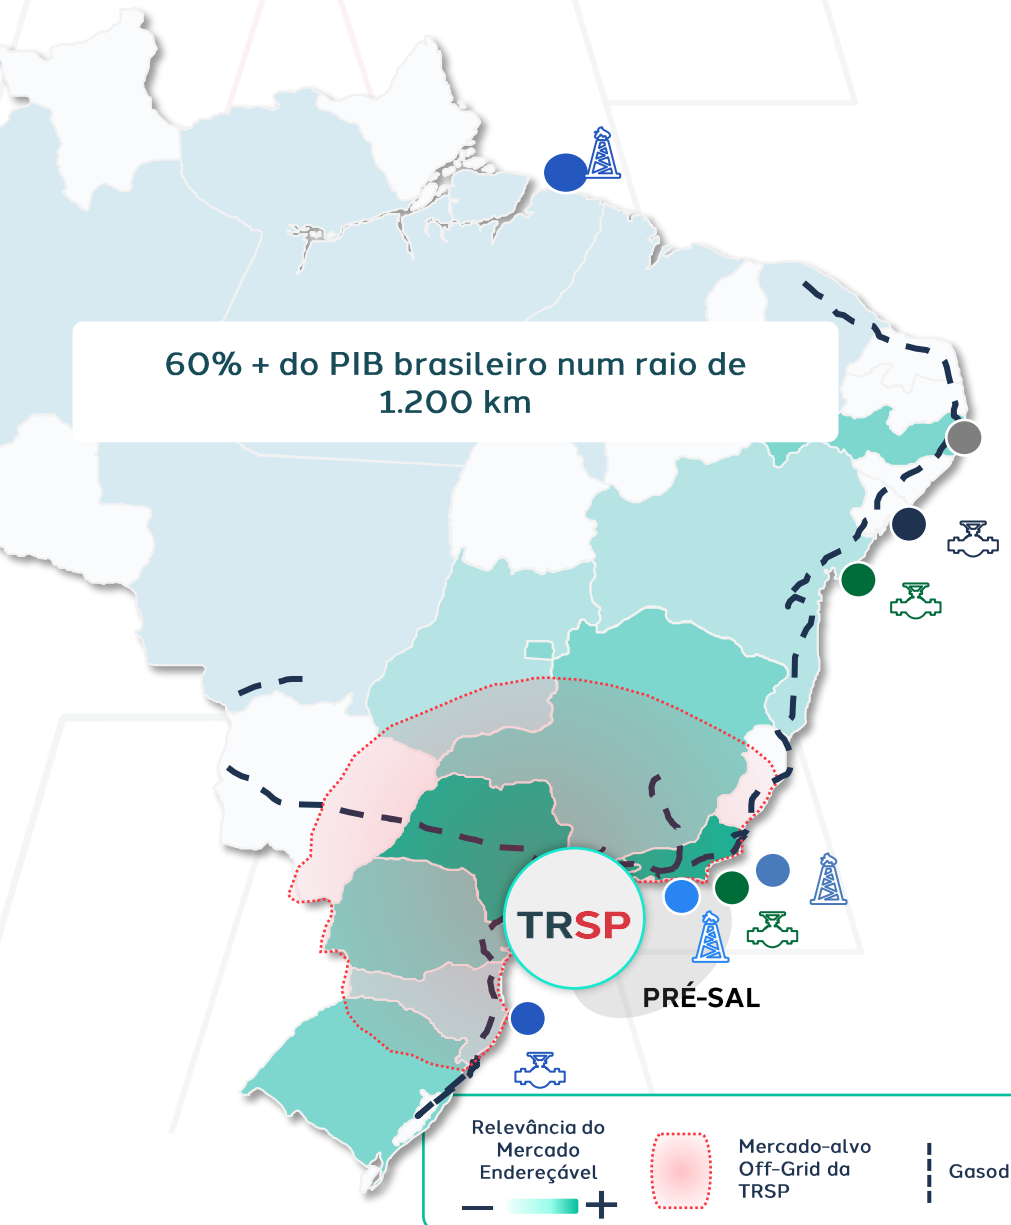 60% + do PIB brasileiro num raio de
1.200 km
TRSP
PRÉ-SAL
Relevância do
Mercado
Endereçável
— +
Mercado-alvo
Off-Grid da
TRSP
Gasod